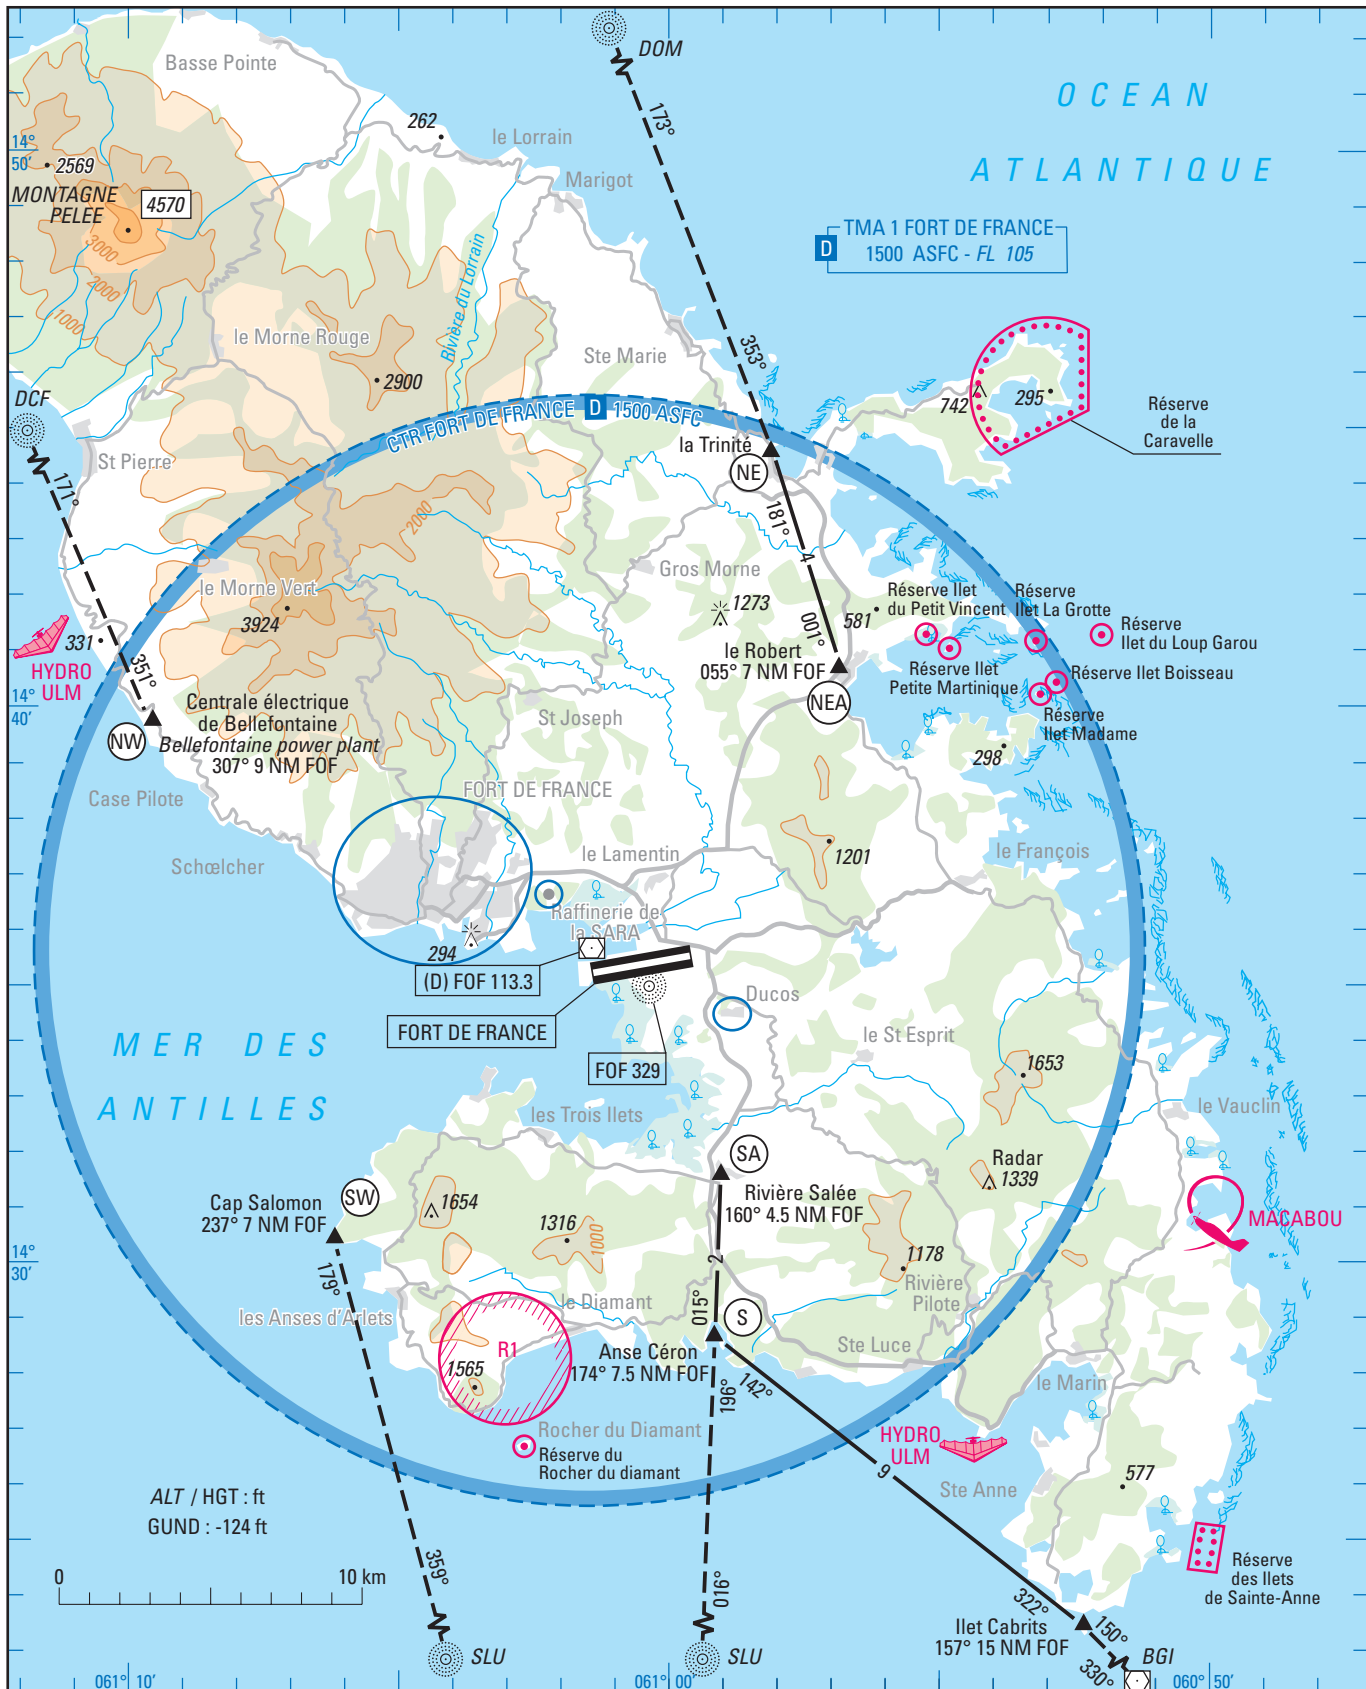 DOM
Basse Pointe
OCEAN
ATLANTIQUE
173°
262
le Lorrain
14°
50'
2569
MONTAGNE
PELEE
4570
Marigot
3000
2000
1000
Rivière du Lorrain
TMA 1 FORT DE FRANCE
D
1500 ASFC - FL 105
le Morne Rouge
2900
Ste Marie
353°
DCF
CTR FORT DE FRANCE D 1500 ASFC
742
295
Réserve
de la
Caravelle
St Pierre
171°
la Trinité
NE
181°
4
001°
2000
Gros Morne
1273
le Morne Vert
3924
581
Réserve Ilet
du Petit Vincent
Réserve
Ilet La Grotte
Réserve
Ilet du Loup Garou
331
HYDRO
ULM
351°
le Robert
055° 7 NM FOF
NEA
Réserve Ilet
Petite Martinique
Réserve Ilet Boisseau
Réserve
Ilet Madame
14°
40'
NW
Centrale électrique
de Bellefontaine
Bellefontaine power plant
307° 9 NM FOF
St Joseph
298
Case Pilote
FORT DE FRANCE
Schœlcher
le Lamentin
1201
le François
Raffinerie de
la SARA
294
(D) FOF 113.3
FORT DE FRANCE
FOF 329
Ducos
le St Esprit
MER DES
ANTILLES
1653
les Trois Ilets
le Vauclin
SA
Radar
1339
Rivière Salée
160° 4.5 NM FOF
Cap Salomon
237° 7 NM FOF
SW
1654
1316
1000
2
MACABOU
1178
14°
30'
179°
les Anses d'Arlets
le Diamant
015°
S
Rivière
Pilote
R1
1565
Anse Céron
174° 7.5 NM FOF
Ste Luce
142°
196°
le Marin
Rocher du Diamant
Réserve du
Rocher du diamant
HYDRO
ULM
9
Ste Anne
577
ALT / HGT : ft
GUND : -124 ft
0 10 km
359°
016°
322°
Réserve
des Ilets
de Sainte-Anne
Ilet Cabrits
157° 15 NM FOF
150°
330°
BGI
SLU
SLU
061° 10'
061° 00'
060° 50'